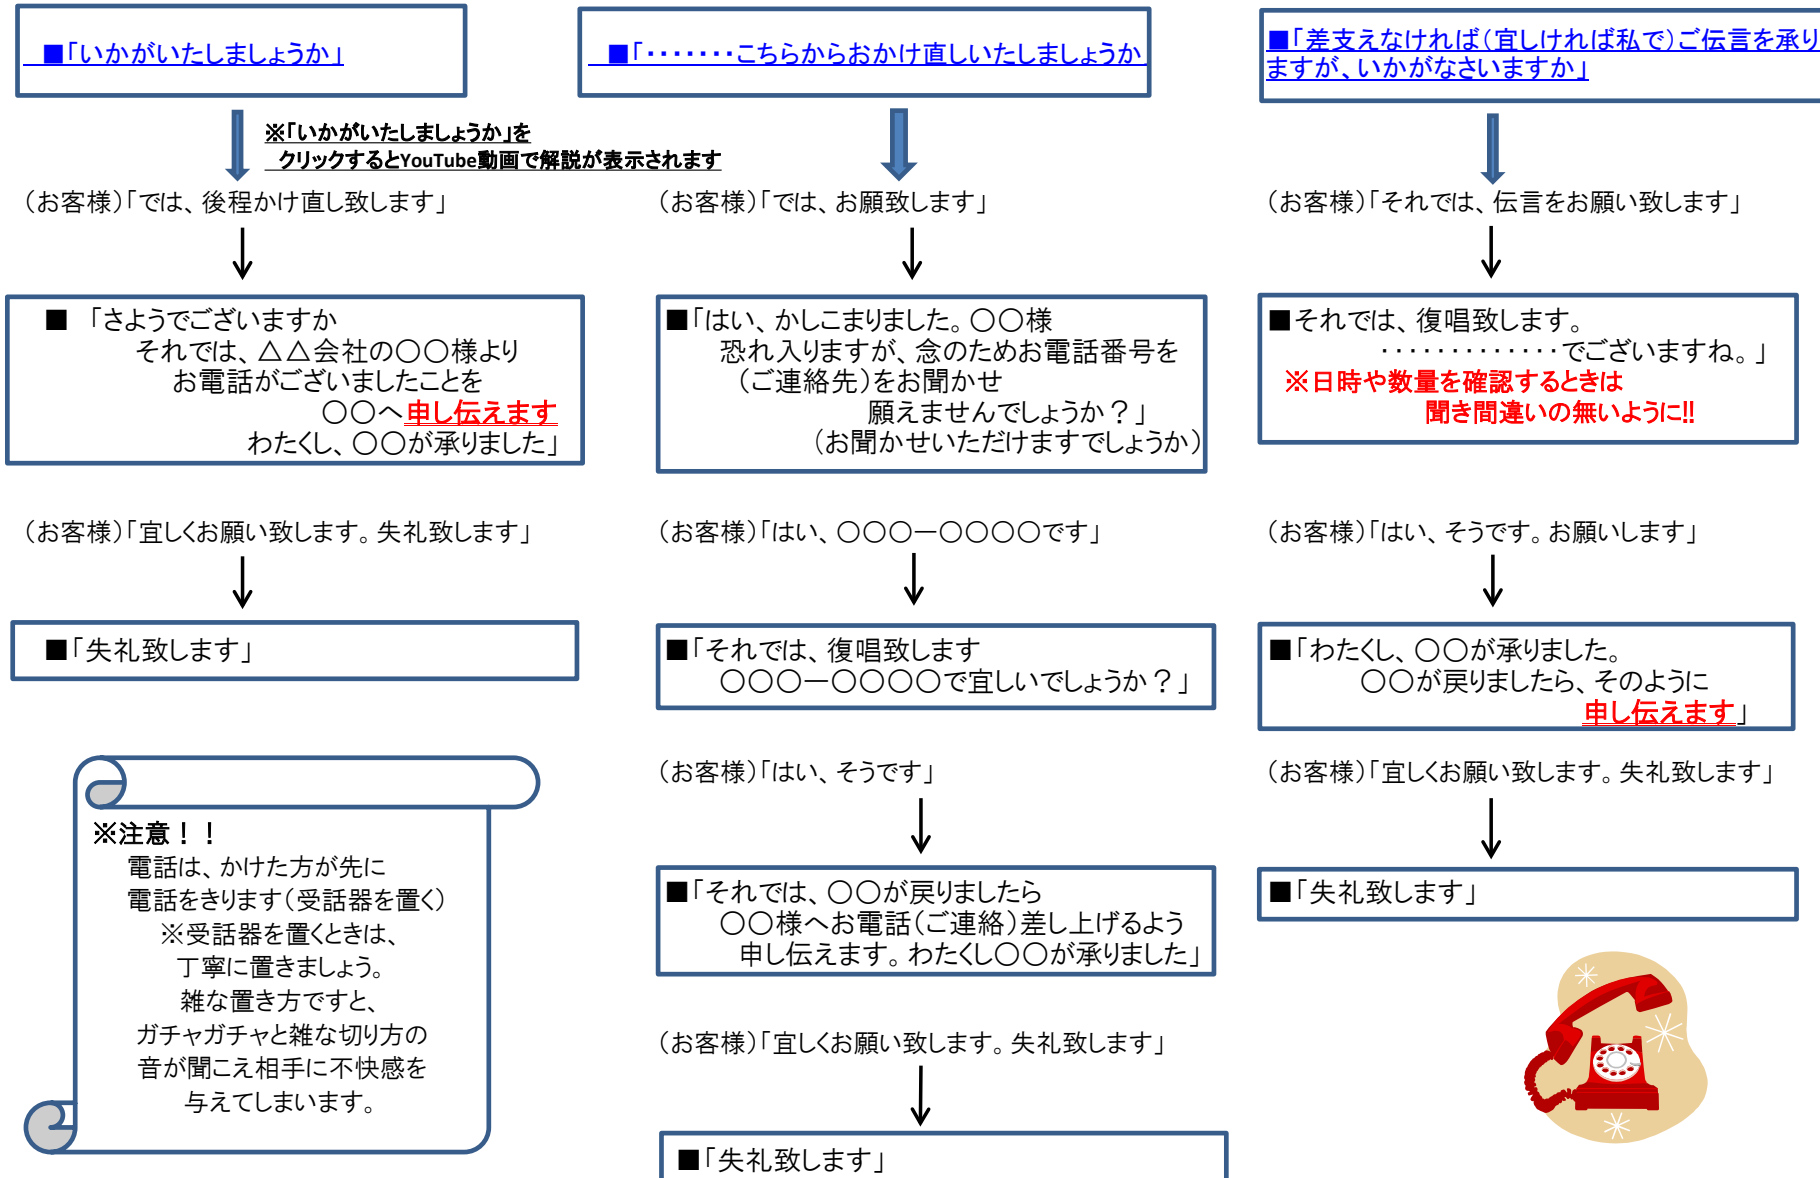 ■「いかがいたしましょうか」
※「いかがいたしましょうか」を
クリックするとYouTube動画で解説が表示されます
(お客様)「では、後程かけ直し致します」
■ 「さようでございますか
それでは、△△会社の〇〇様より
お電話がございましたことを
〇〇へ申し伝えます
わたくし、〇〇が承りました」
(お客様)「宜しくお願い致します。失礼致します」
■「失礼致します」
※注意！！
電話は、かけた方が先に
電話をきります(受話器を置く)
※受話器を置くときは、
丁寧に置きましょう。
雑な置き方ですと、
ガチャガチャと雑な切り方の
音が聞こえ相手に不快感を
与えてしまいます。
■「・・・・・・・こちらからおかけ直しいたしましょうか
(お客様)「では、お願致します」
■「はい、かしこまりました。〇〇様
恐れ入りますが、念のためお電話番号を
(ご連絡先)をお聞かせ
願えませんでしょうか？」
(お聞かせいただけますでしょうか)
(お客様)「はい、〇〇〇ー〇〇〇〇です」
■「それでは、復唱致します
〇〇〇ー〇〇〇〇で宜しいでしょうか？」
(お客様)「はい、そうです」
■「それでは、〇〇が戻りましたら
〇〇様へお電話(ご連絡)差し上げるよう
申し伝えます。わたくし〇〇が承りました」
(お客様)「宜しくお願い致します。失礼致します」
■「失礼致します」
■「差支えなければ(宜しければ私で)ご伝言を承り
ますが、いかがなさいますか」
(お客様)「それでは、伝言をお願い致します」
■それでは、復唱致します。
・・・・・・・・・・・・・でございますね。」
※日時や数量を確認するときは
聞き間違いの無いように!!
(お客様)「はい、そうです。お願いします」
■「わたくし、〇〇が承りました。
〇〇が戻りましたら、そのように
申し伝えます」
(お客様)「宜しくお願い致します。失礼致します」
■「失礼致します」